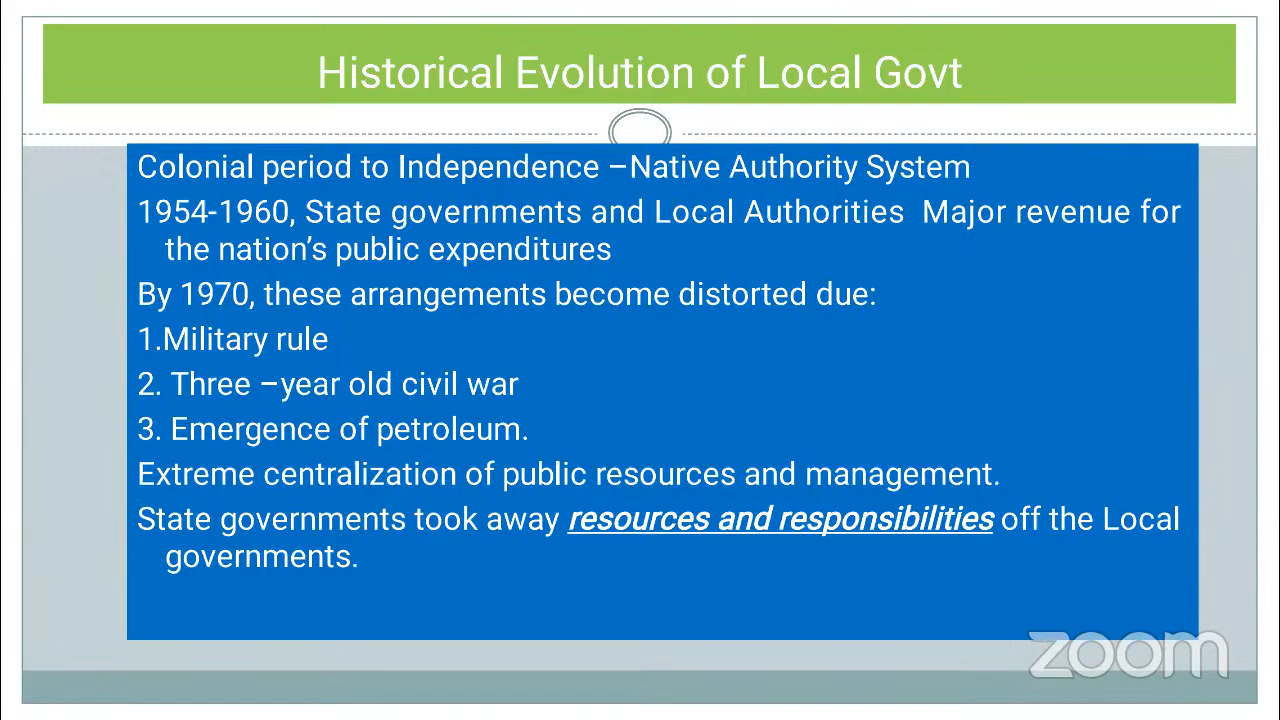 Historical Evolution of Local Govt
Colonial period to Independence –Native Authority System
1954-1960, State governments and Local Authorities  Major revenue for
the nation’s public expenditures
By 1970, these arrangements become distorted due:
1.Military rule
2. Three –year old civil war
3. Emergence of petroleum.
Extreme centralization of public resources and management.
State governments took away resources and responsibilities off the Local
governments.
zoom